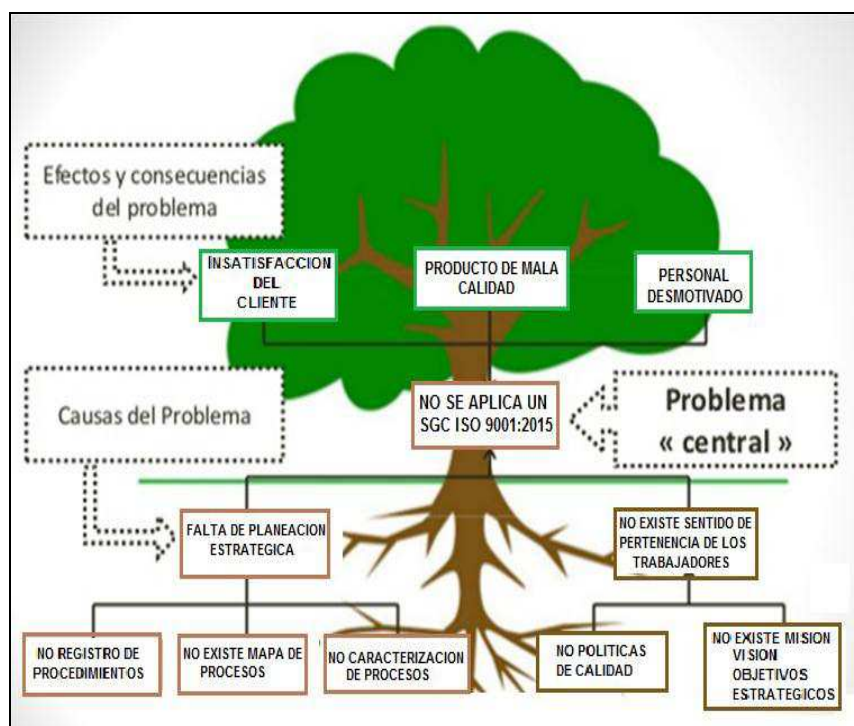 Efectos y consecuencias
del problema
INSATISFACCION
DEL
CLIENTE
PRODUCTO DE MALA
CALIDAD
PERSONAL
DESMOTIVADO
Causas del Problema
NO SE APLICA UN
SGC ISO 9001:2015
Problema
« central »
FALTA DE PLANEACION
ESTRATEGICA
NO EXISTE SENTIDO DE
PERTENENCIA DE LOS
TRABAJADORES
NO REGISTRO DE
PROCEDIMIENTOS
NO EXISTE MAPA DE
PROCESOS
NO CARACTERIZACION
DE PROCESOS
NO POLITICAS
DE CALIDAD
NO EXISTE MISION
VISION
OBJETIVOS
ESTRATEGICOS